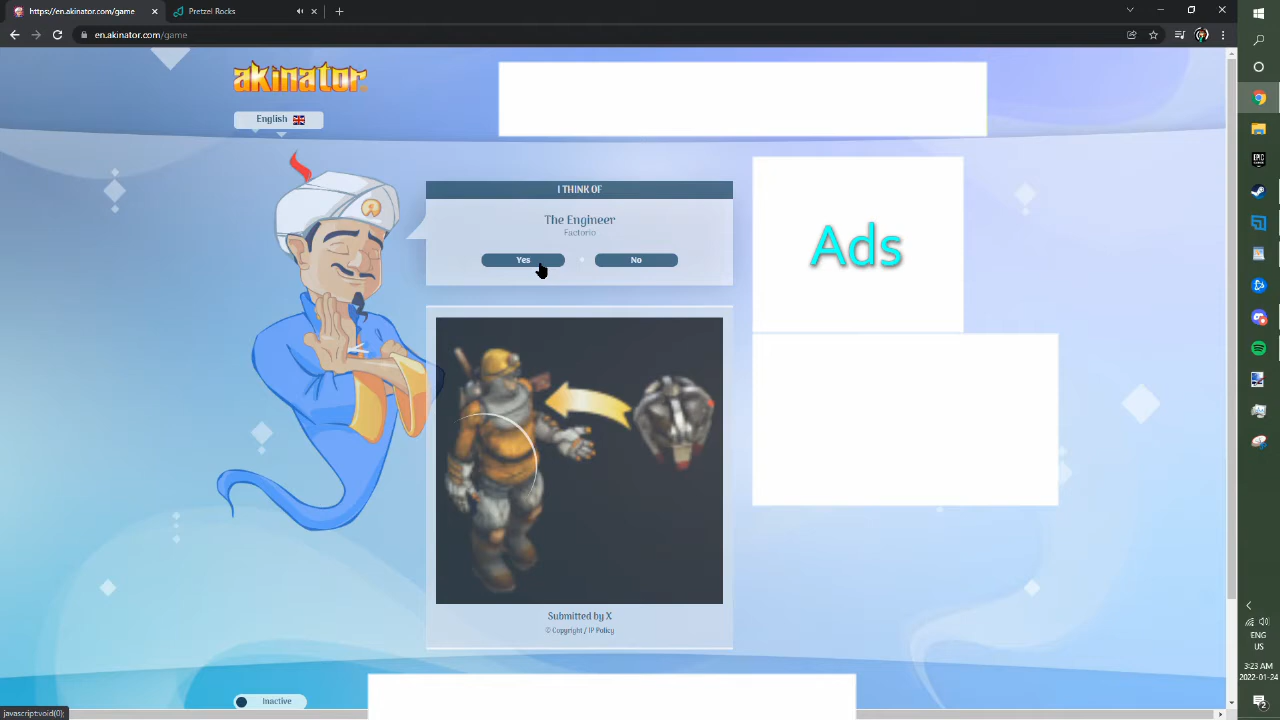 https://en.akinator.com/game
Pretzel Rocks
en.akinator.com/game
akinator
English
I THINK OF
The Engineer
Factorio
Yes
No
Ads
Submitted by X
© Copyright / IP Policy
Inactive
javascript:void(0);
EPIC
ENG
US
3:23 AM
2022-01-24
2